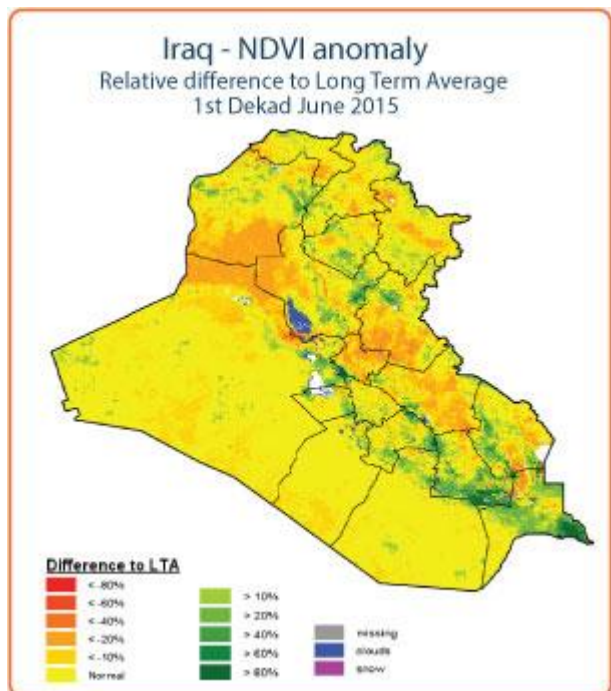 Iraq - NDVI anomaly
Relative difference to Long Term Average
1st Dekad June 2015
Difference to LTA
< -80%
< -60%
< -40%
< -20%
< -10%
Normal
> 10%
> 20%
> 40%
> 60%
> 80%
missing
clouds
snow